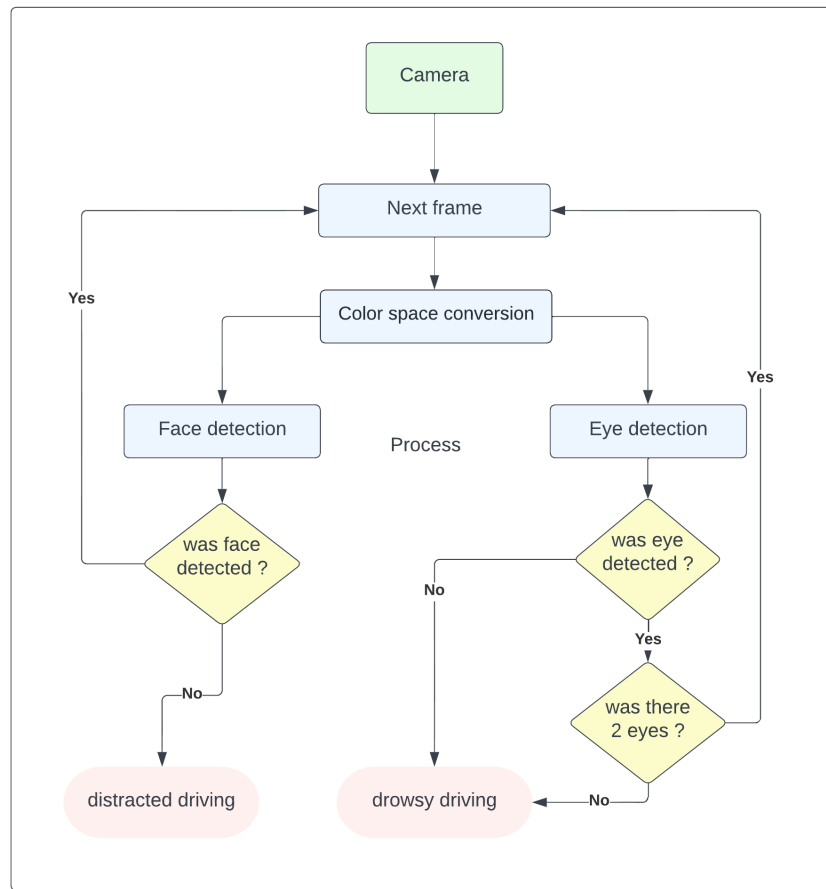 Camera
Next frame
Yes
Color space conversion
Yes
Face detection
Process
Eye detection
was face
detected ?
was eye
detected ?
No
Yes
No
was there
2 eyes ?
distracted driving
drowsy driving
No